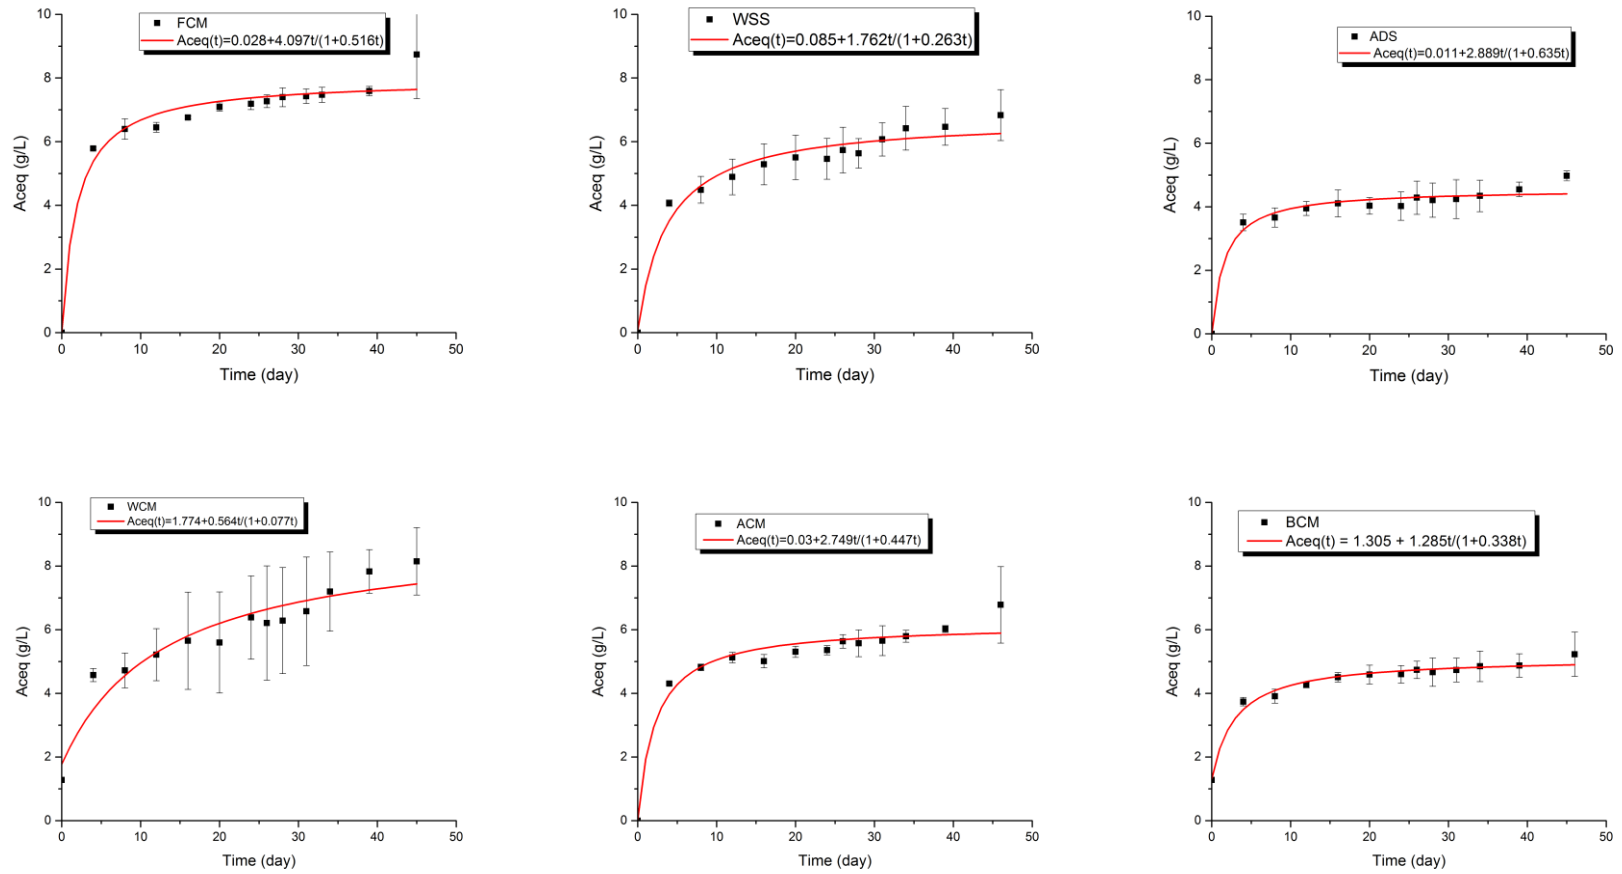 FCM
Aceq(t)=0.028+4.097t/(1+0.516t)
10
8
6
4
2
0
Aceq (g/L)
0 10 20 30 40 50
Time (day)
WSS
Aceq(t)=0.085+1.762t/(1+0.263t)
10
8
6
4
2
0
Aceq (g/L)
0 10 20 30 40 50
Time (day)
ADS
Aceq(t)=0.011+2.889t/(1+0.635t)
10
8
6
4
2
0
Aceq (g/L)
0 10 20 30 40 50
Time (day)
WCM
Aceq(t)=1.774+0.564t/(1+0.077t)
10
8
6
4
2
0
Aceq (g/L)
0 10 20 30 40 50
Time (day)
ACM
Aceq(t)=0.03+2.749t/(1+0.447t)
10
8
6
4
2
0
Aceq (g/L)
0 10 20 30 40 50
Time (day)
BCM
Aceq(t) = 1.305 + 1.285t/(1+0.338t)
10
8
6
4
2
0
Aceq (g/L)
0 10 20 30 40 50
Time (day)